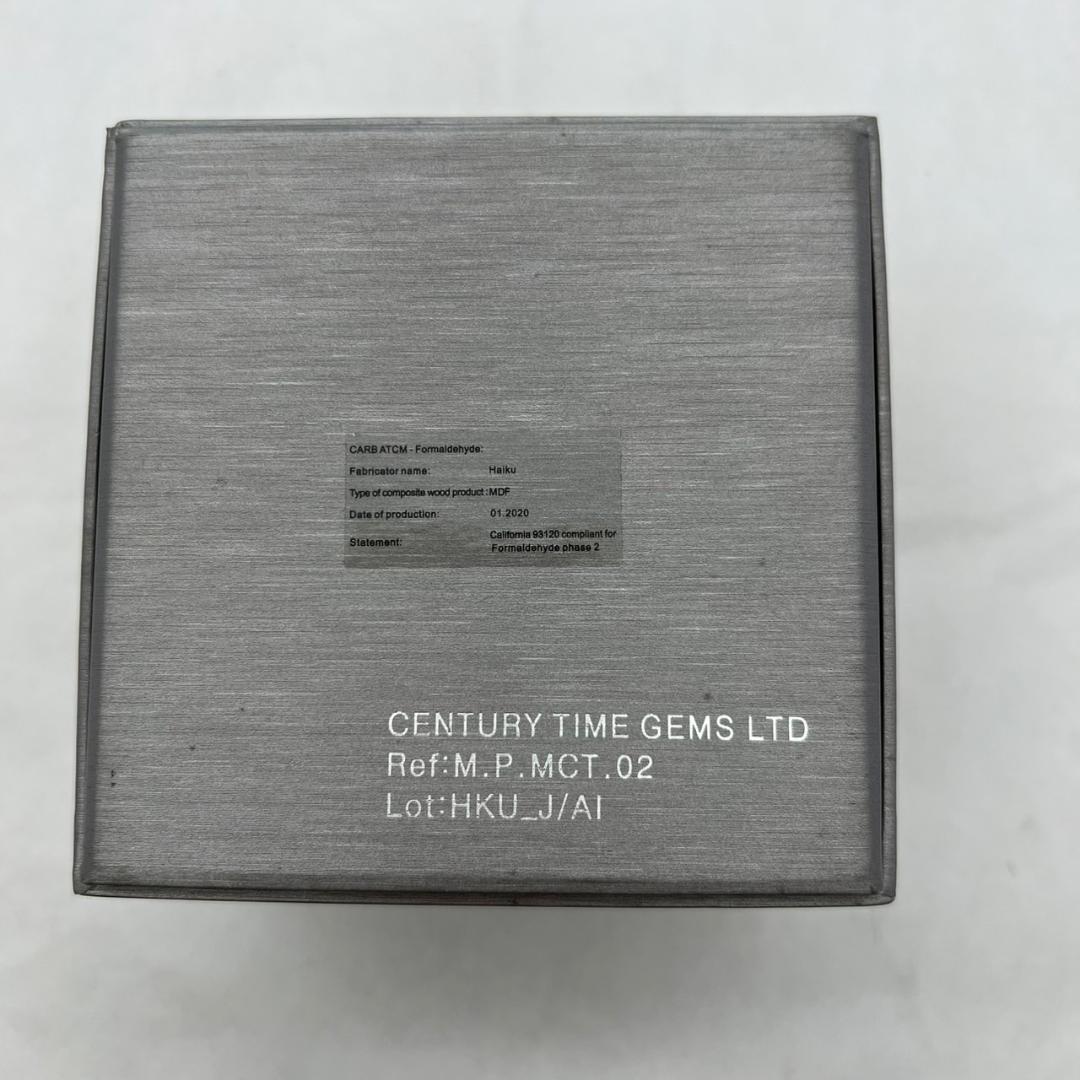 CARB ATCM - Formaldehyde:
Fabricator name: Haiku
Type of composite wood product : MDF
Date of production: 01.2020
Statement: California 93120 compliant for
Formaldehyde phase 2
CENTURY TIME GEMS LTD
Ref:M.P.MCT.02
Lot:HKU_J/AI